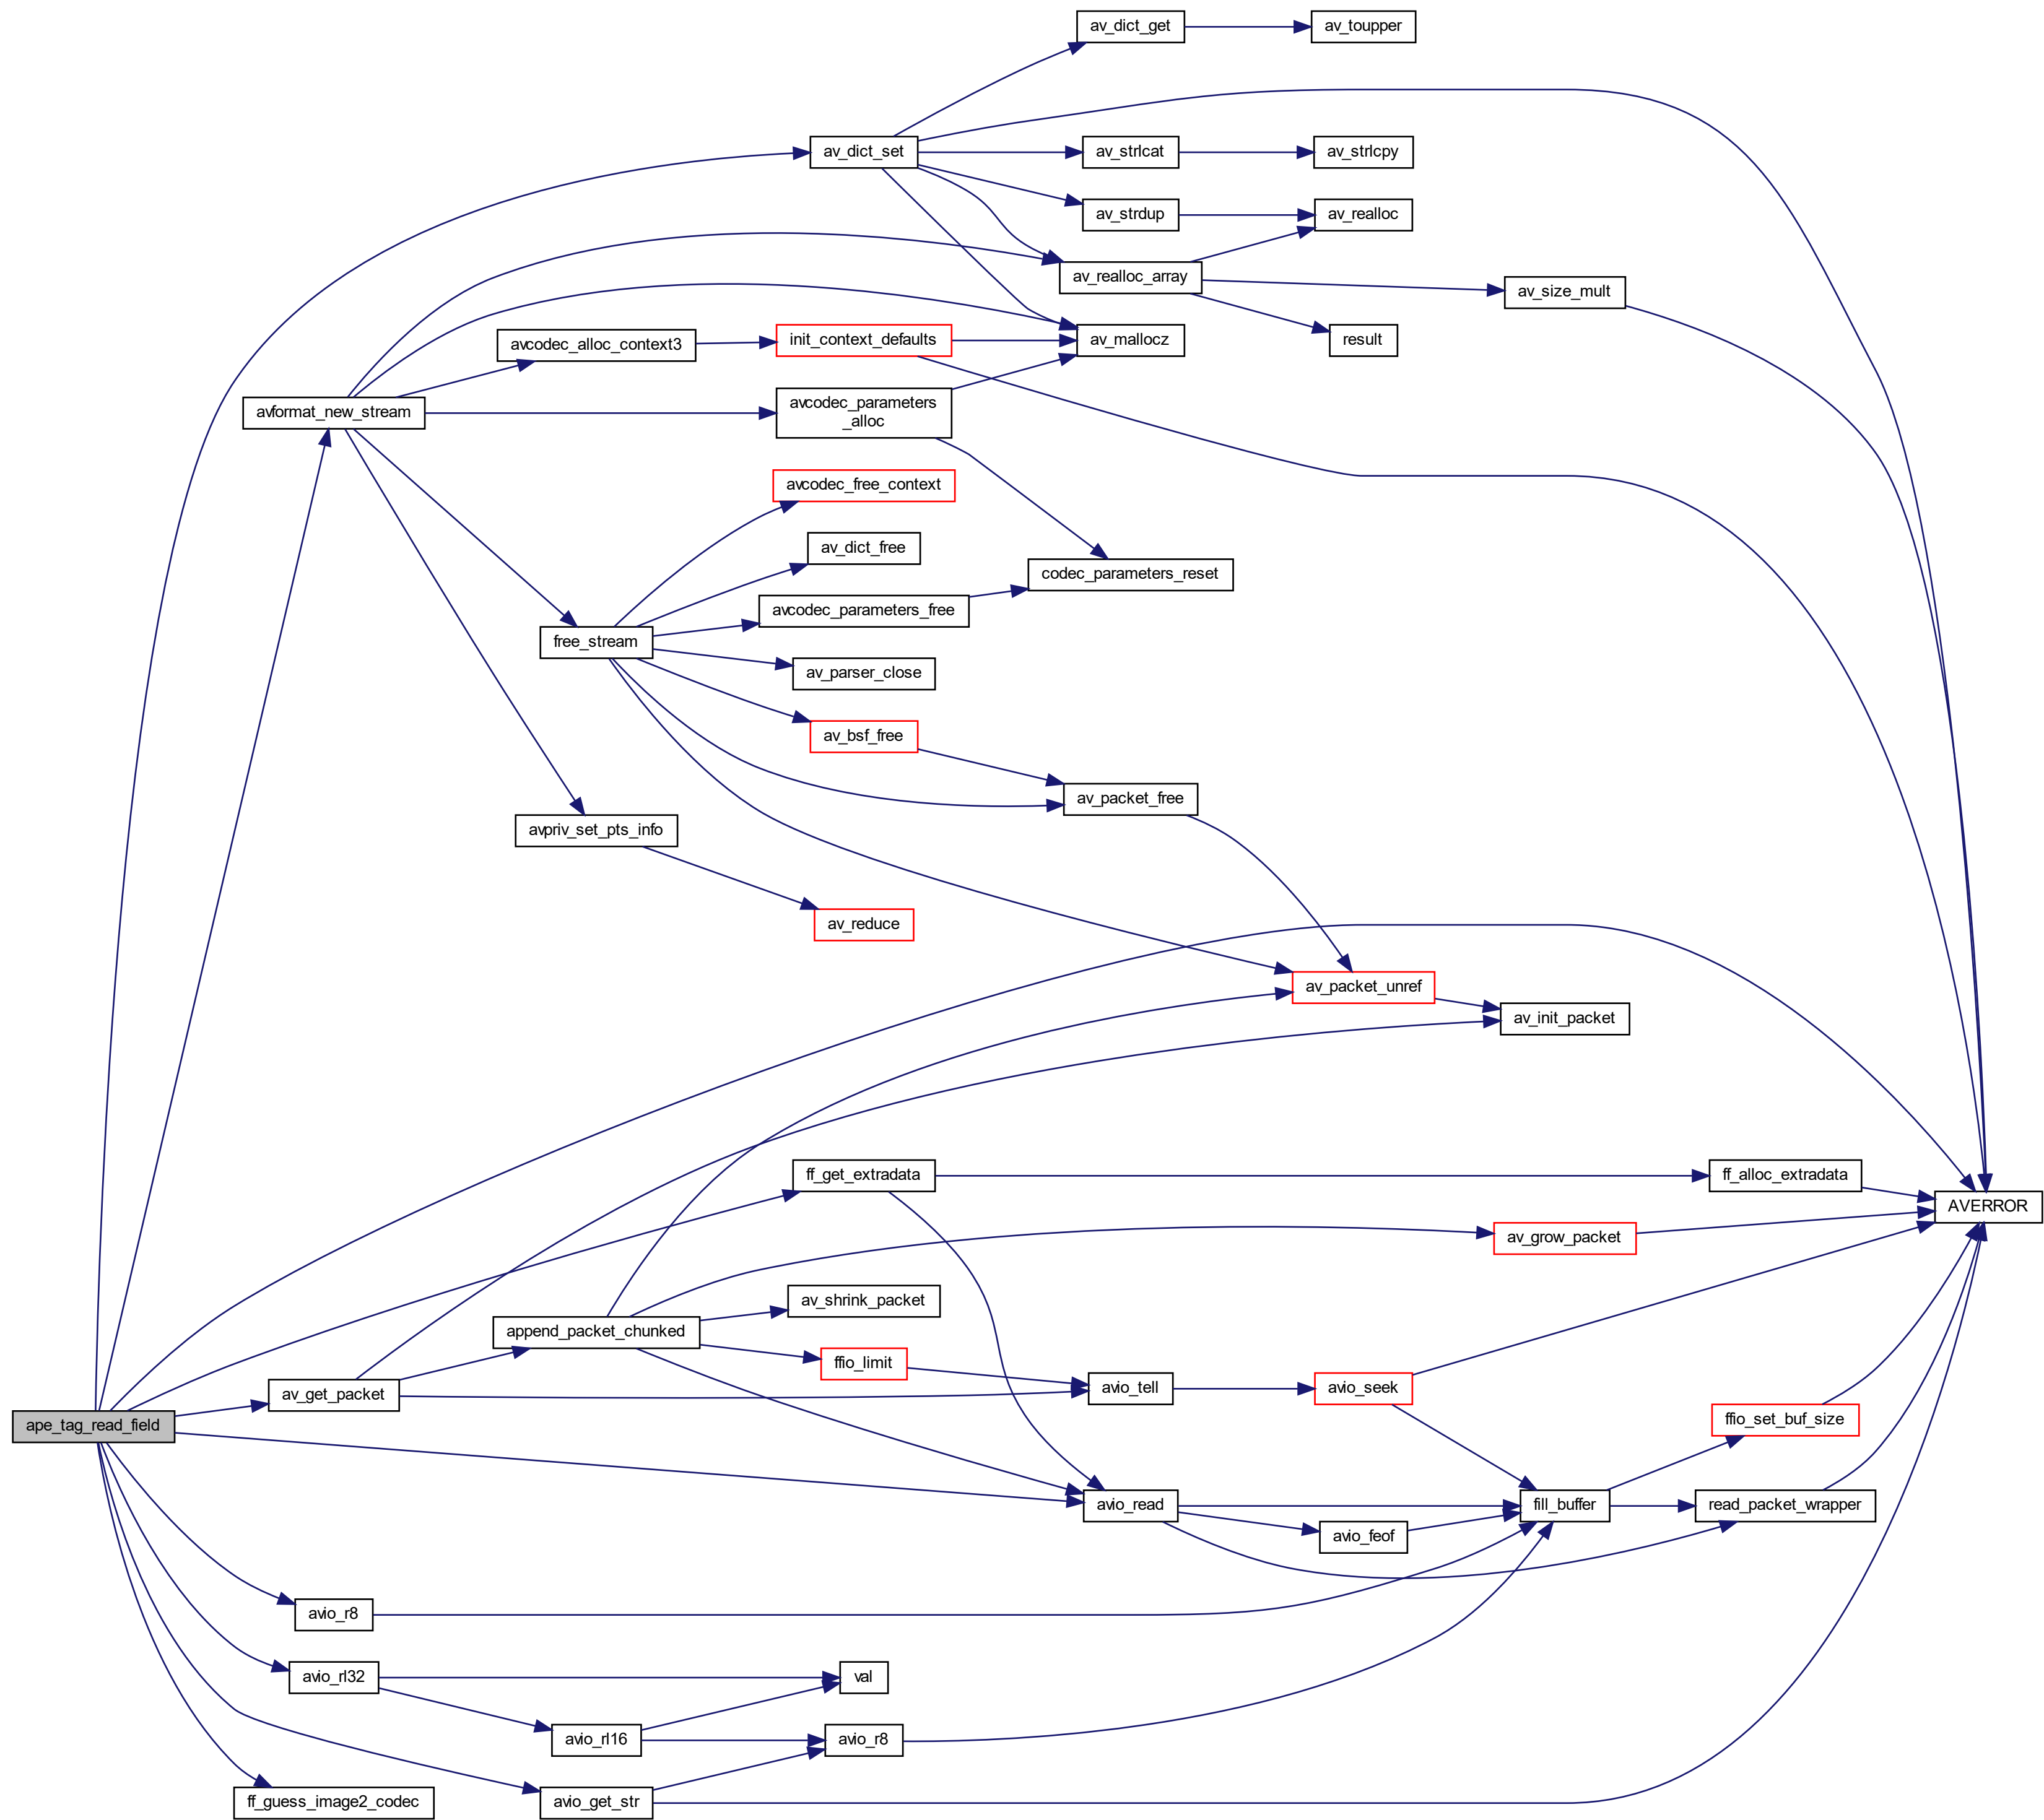 av_dict_get
av_toupper
av_dict_set
av_strlcat
av_strlcpy
av_strdup
av_realloc
av_realloc_array
av_size_mult
result
avcodec_alloc_context3
init_context_defaults
av_mallocz
avformat_new_stream
avcodec_parameters
_alloc
avcodec_free_context
av_dict_free
codec_parameters_reset
avcodec_parameters_free
free_stream
av_parser_close
av_bsf_free
av_packet_free
avpriv_set_pts_info
av_reduce
av_packet_unref
av_init_packet
ff_get_extradata
ff_alloc_extradata
AVERROR
av_grow_packet
av_shrink_packet
append_packet_chunked
ffio_limit
avio_tell
avio_seek
av_get_packet
ape_tag_read_field
ffio_set_buf_size
avio_read
fill_buffer
read_packet_wrapper
avio_feof
avio_r8
avio_rl32
val
avio_rl16
avio_r8
ff_guess_image2_codec
avio_get_str